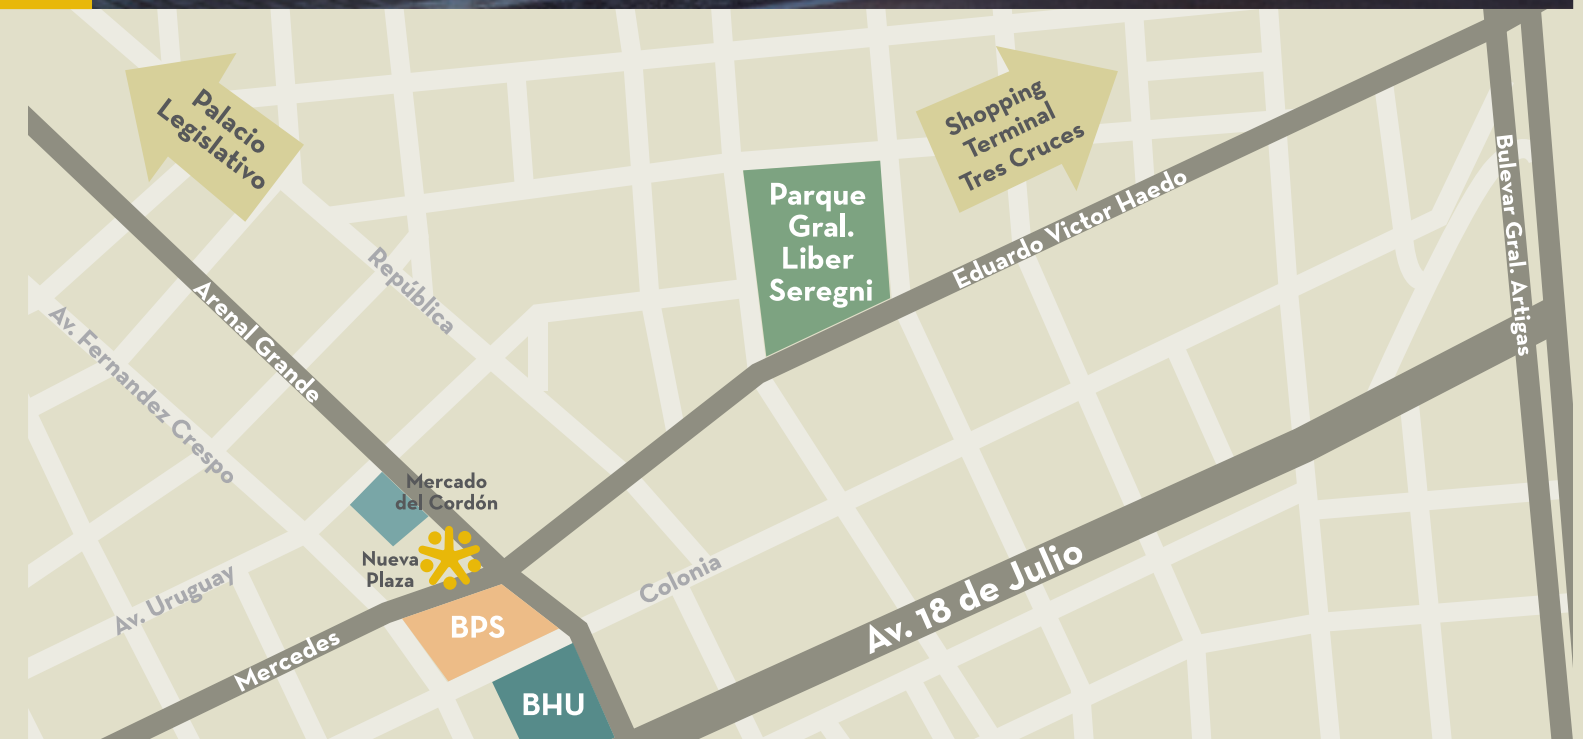 Palacio
Legislativo
Shopping
Terminal
Tres Cruces
Parque
Gral.
Liber
Seregni
Eduardo Victor Haedo
Bulevar Gral. Artigas
República
Arenal Grande
Av. Fernandez Crespo
Mercado
del Cordón
Nueva
Plaza
Av. Uruguay
Mercedes
BPS
BHU
Colonia
Av. 18 de Julio